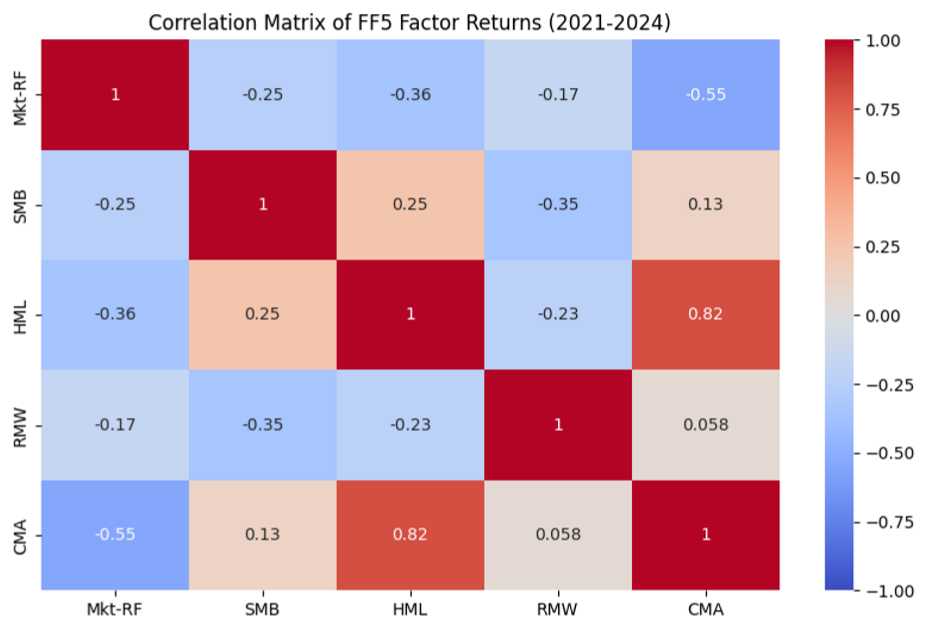 Correlation Matrix of FF5 Factor Returns (2021-2024)
Mkt-RF 1 -0.25 -0.36 -0.17 -0.55
SMB -0.25 1 0.25 -0.35 0.13
HML -0.36 0.25 1 -0.23 0.82
RMW -0.17 -0.35 -0.23 1 0.058
CMA -0.55 0.13 0.82 0.058 1
Mkt-RF SMB HML RMW CMA
1.00
0.75
0.50
0.25
0.00
−0.25
−0.50
−0.75
−1.00